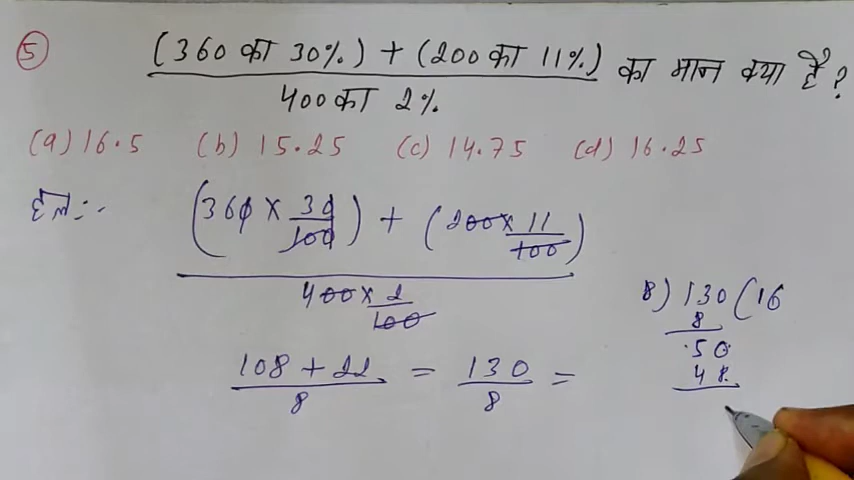 ⑤ (360 का 30%.) + (200 का 11%.)
400 का 2%. का मान क्या है ?
(a) 16.5 (b) 15.25 (c) 14.75 (d) 16.25
हल :-
(360 × 30/100) + (200 × 11/100)
400 × 2/100
108 + 22 / 8 = 130 / 8 =
8 ) 130 ( 16
8
50
48